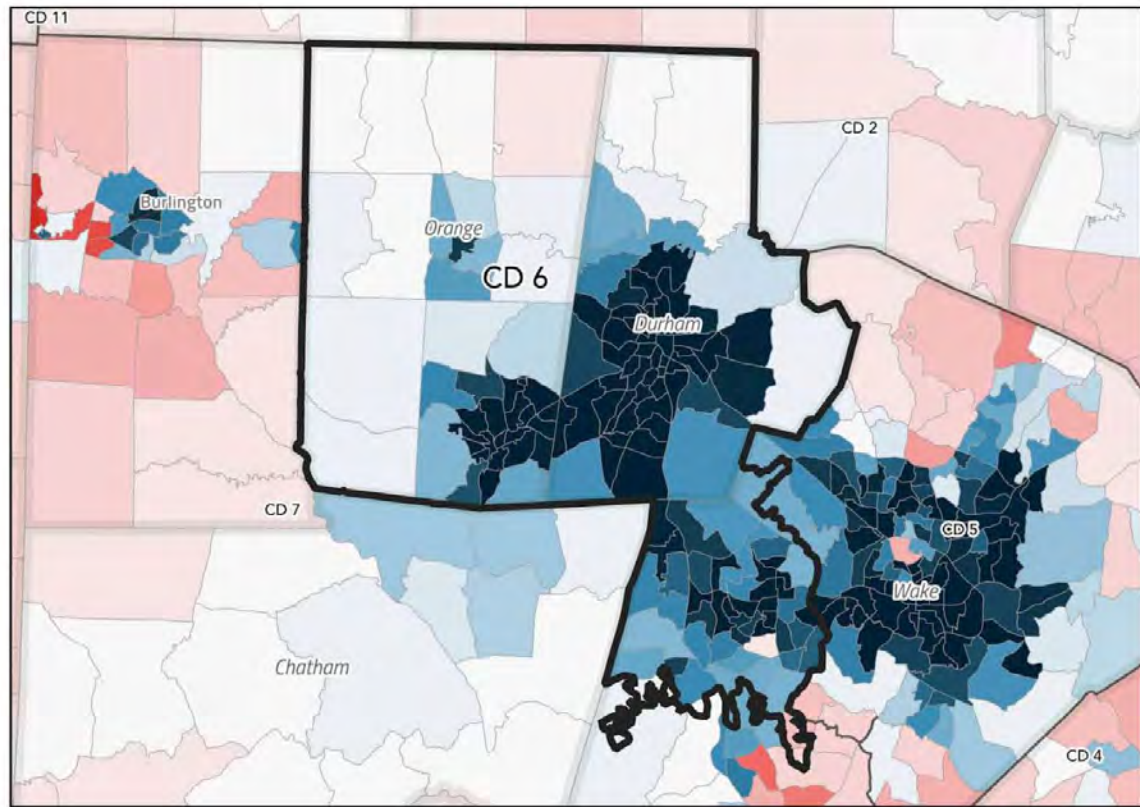 CD 11
CD 2
Burlington
Orange
CD 6
Durham
CD 7
CD 5
Wake
Chatham
CD 4